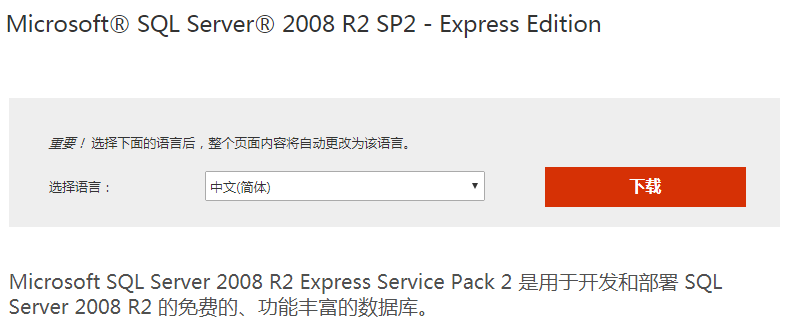 Microsoft® SQL Server® 2008 R2 SP2 - Express Edition
重要！选择下面的语言后，整个页面内容将自动更改为该语言。
选择语言： 中文(简体) 下载
Microsoft SQL Server 2008 R2 Express Service Pack 2 是用于开发和部署 SQL
Server 2008 R2 的免费的、功能丰富的数据库。